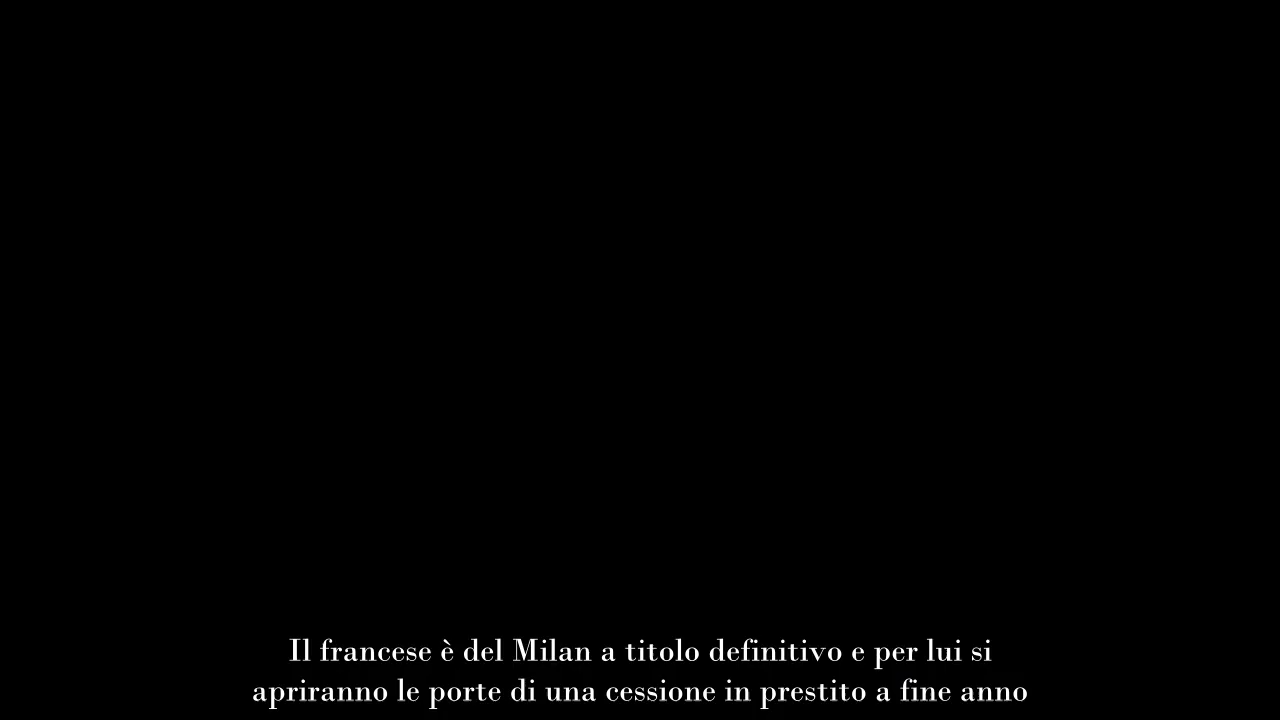 Il francese è del Milan a titolo definitivo e per lui si
apriranno le porte di una cessione in prestito a fine anno